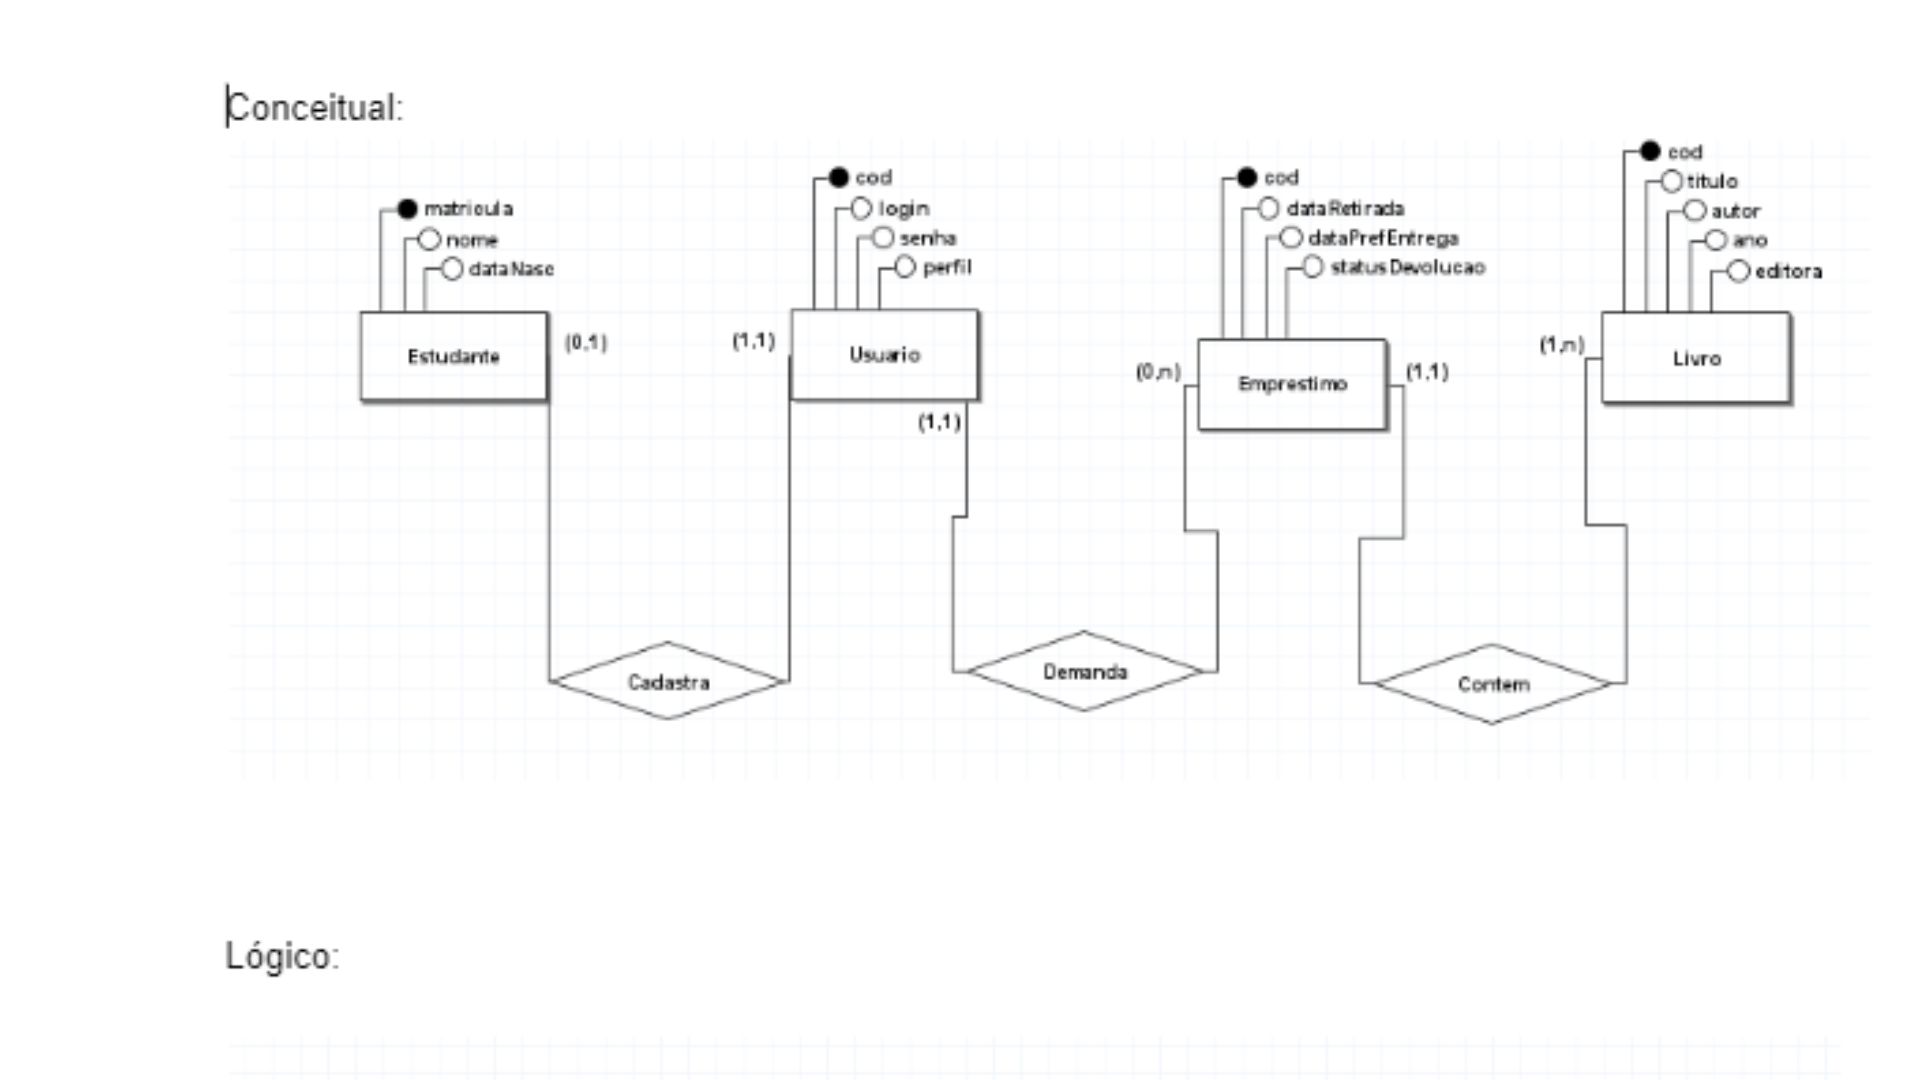 Conceitual:
cod
titulo
autor
ano
editora
cod
login
senha
perfil
cod
dataRetirada
dataPrefEntrega
statusDevolucao
matricula
nome
dataNasc
Estudante
(0,1)
(1,1)
Usuario
(1,1)
(0,n)
Emprestimo
(1,1)
(1,n)
Livro
Cadastra
Demanda
Contem
Lógico: